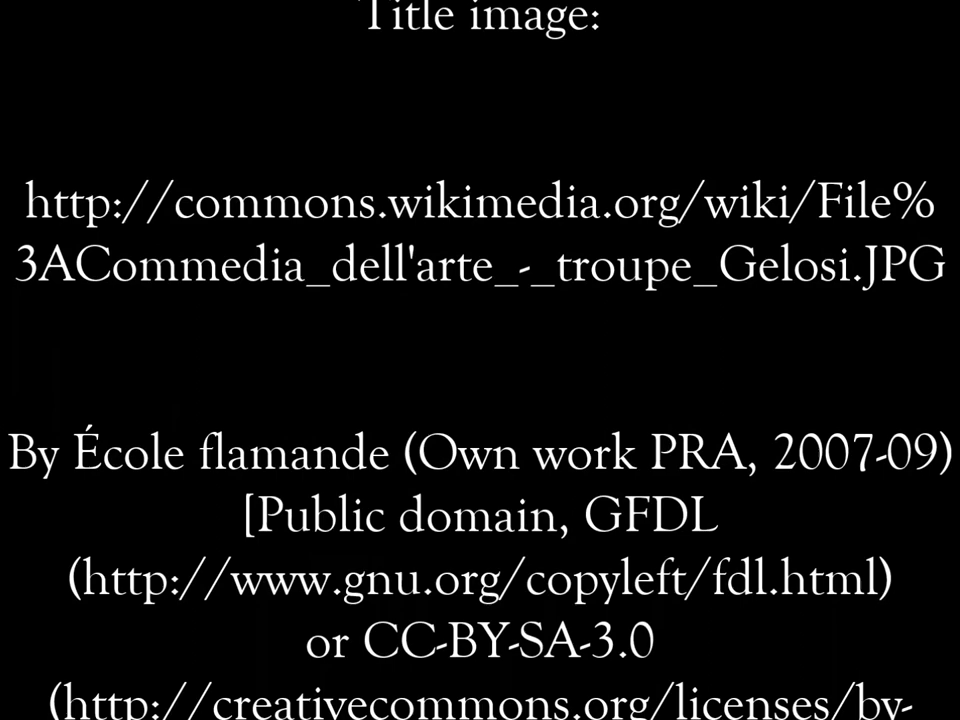 Title image:
http://commons.wikimedia.org/wiki/File%
3ACommedia_dell'arte_-_troupe_Gelosi.JPG
By École flamande (Own work PRA, 2007-09)
[Public domain, GFDL
(http://www.gnu.org/copyleft/fdl.html)
or CC-BY-SA-3.0
(http://creativecommons.org/licenses/by-